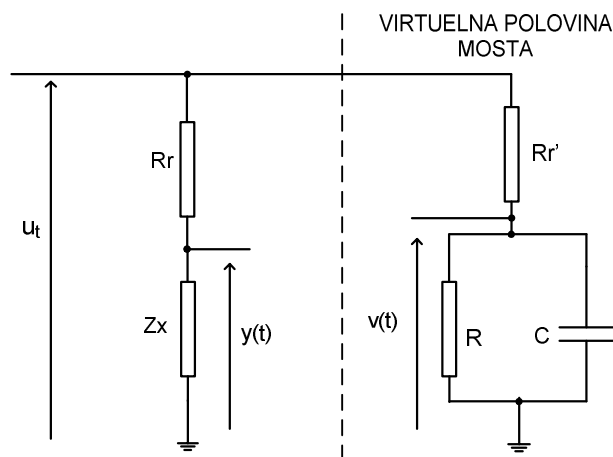 VIRTUELNA POLOVINA
MOSTA
Rr
Rr’
uₜ
Zx
y(t)
v(t)
R
C